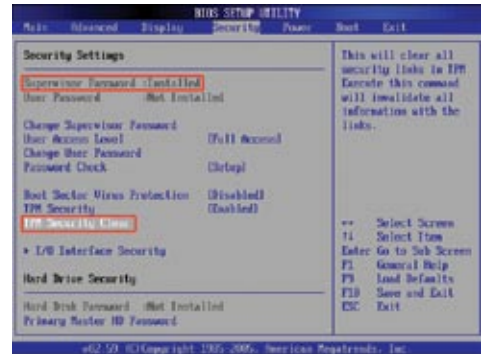 BIOS SETUP UTILITY
Main Advanced Display Security Power Boot Exit
Security Settings
Supervisor Password :Installed
User Password :Not Installed
Change Supervisor Password
User Access Level [Full Access]
Change User Password
Password Check [Setup]
Boot Sector Virus Protection [Disabled]
TPM Security [Enabled]
TPM Security Clear
I/O Interface Security
Hard Drive Security
Hard Disk Password :Not Installed
Primary Master HD Password
This will clear all
security links in TPM
Execute this command
will invalidate all
information with the
links.
Select Screen
Select Item
Enter Go to Sub Screen
F1 General Help
F9 Load Defaults
F10 Save and Exit
ESC Exit
v02.59 (C)Copyright 1985-2005, American Megatrends, Inc.